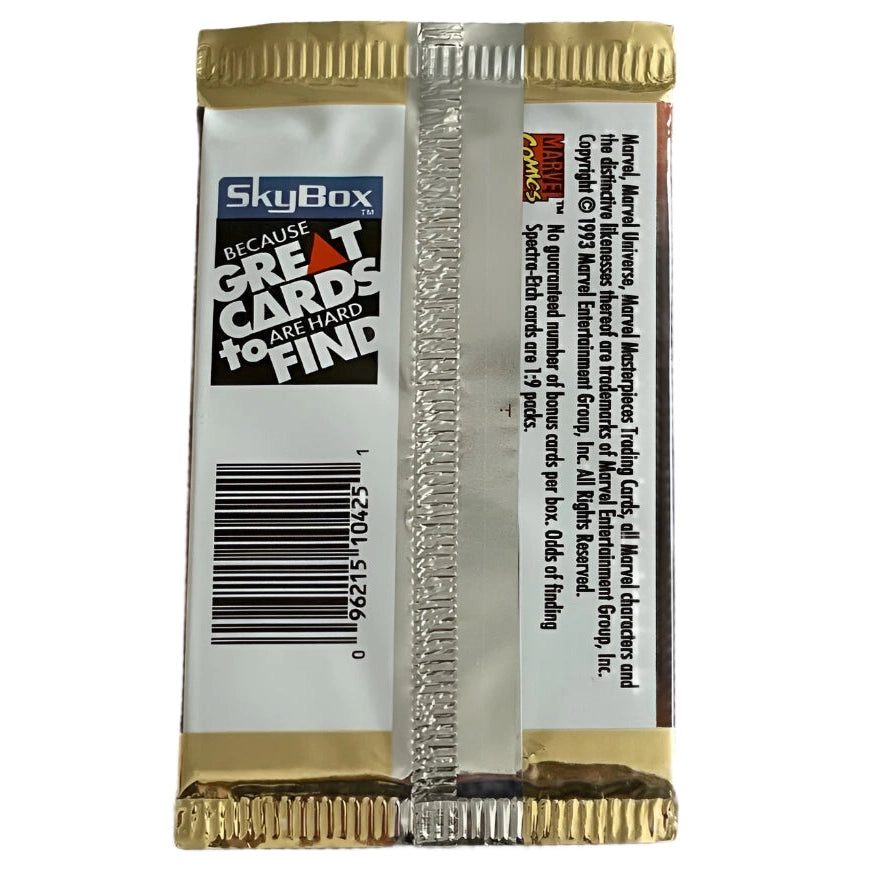 SkyBox™
BECAUSE
GREAT
CARDS
ARE HARD
to FIND
0 96215 10425 1
Marvel, Marvel Universe, Marvel Masterpieces Trading Cards, all Marvel characters and
the distinctive likenesses thereof are trademarks of Marvel Entertainment Group, Inc.
Copyright © 1993 Marvel Entertainment Group, Inc. All Rights Reserved.
MARVEL™
COMICS
No guaranteed number of bonus cards per box. Odds of finding
Spectra-Etch cards are 1:9 packs.